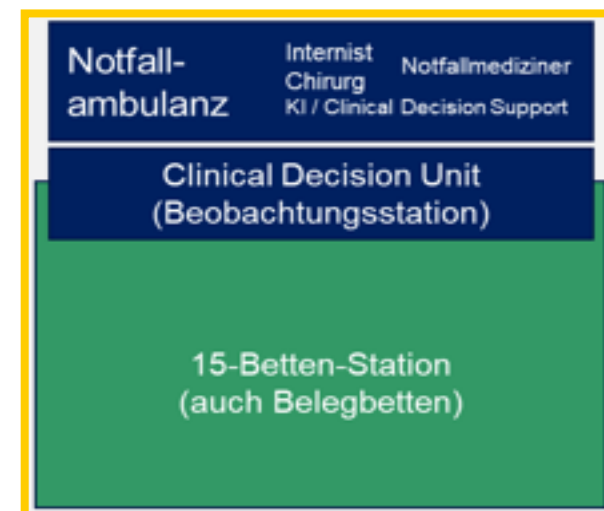 Notfall-
ambulanz
Internist
Chirurg
Notfallmediziner
KI / Clinical Decision Support
Clinical Decision Unit
(Beobachtungsstation)
15-Betten-Station
(auch Belegbetten)